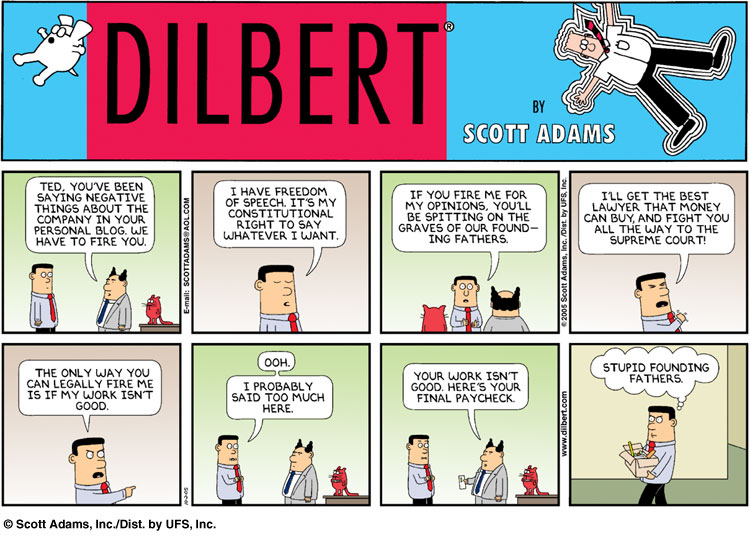 DILBERT®
BY
SCOTT ADAMS
TED, YOU'VE BEEN
SAYING NEGATIVE
THINGS ABOUT THE
COMPANY IN YOUR
PERSONAL BLOG. WE
HAVE TO FIRE YOU.
E-mail: SCOTTADAMS@AOL.COM
I HAVE FREEDOM
OF SPEECH. IT'S MY
CONSTITUTIONAL
RIGHT TO SAY
WHATEVER I WANT.
IF YOU FIRE ME FOR
MY OPINIONS, YOU'LL
BE SPITTING ON THE
GRAVES OF OUR FOUND-
ING FATHERS.
© 2005 Scott Adams, Inc. /Dist. by UFS, Inc.
I'LL GET THE BEST
LAWYER THAT MONEY
CAN BUY, AND FIGHT YOU
ALL THE WAY TO THE
SUPREME COURT!
THE ONLY WAY YOU
CAN LEGALLY FIRE ME
IS IF MY WORK ISN'T
GOOD.
10-2-05
OOH.
I PROBABLY
SAID TOO MUCH
HERE.
YOUR WORK ISN'T
GOOD. HERE'S YOUR
FINAL PAYCHECK.
www.dilbert.com
STUPID FOUNDING
FATHERS.
© Scott Adams, Inc./Dist. by UFS, Inc.